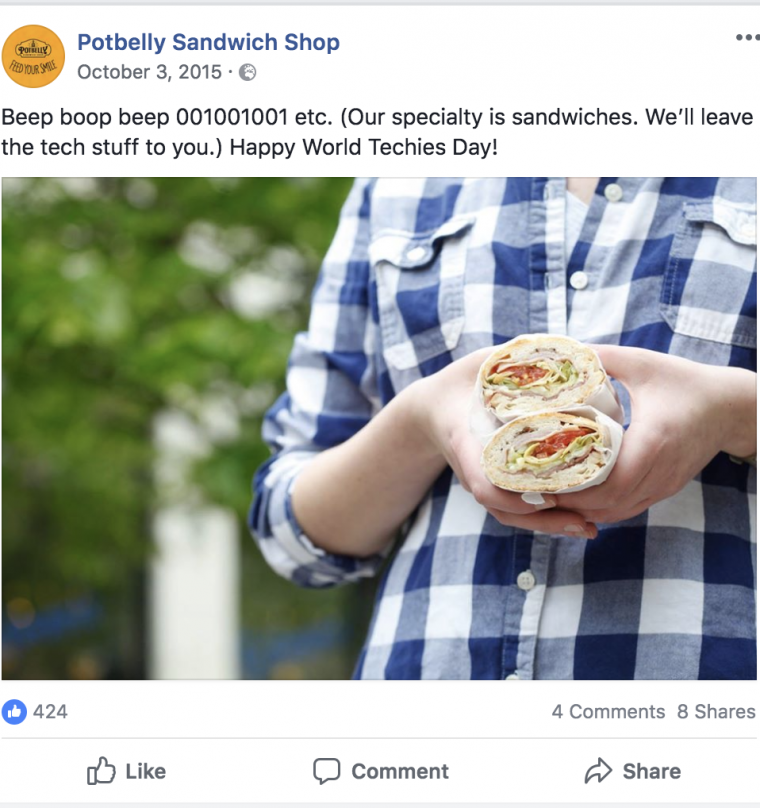 POTBELLY
FEED YOUR SMILE
Potbelly Sandwich Shop
October 3, 2015 ·
Beep boop beep 001001001 etc. (Our specialty is sandwiches. We'll leave
the tech stuff to you.) Happy World Techies Day!
424
4 Comments 8 Shares
Like
Comment
Share